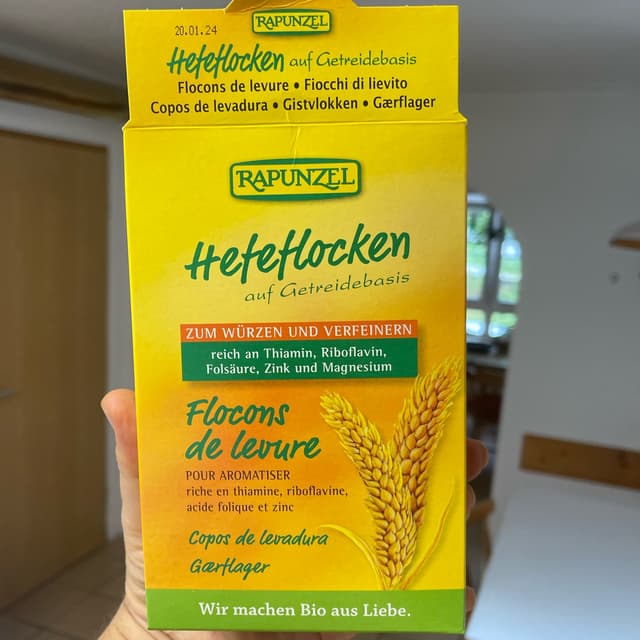 20.01.24
RAPUNZEL
Hefeflocken auf Getreidebasis
Flocons de levure • Fiocchi di lievito
Copos de levadura • Gistvlokken • Gærflager
RAPUNZEL
Hefeflocken
auf Getreidebasis
ZUM WÜRZEN UND VERFEINERN
reich an Thiamin, Riboflavin,
Folsäure, Zink und Magnesium
Flocons
de levure
POUR AROMATISER
riche en thiamine, riboflavine,
acide folique et zinc
Copos de levadura
Gærflager
Wir machen Bio aus Liebe.